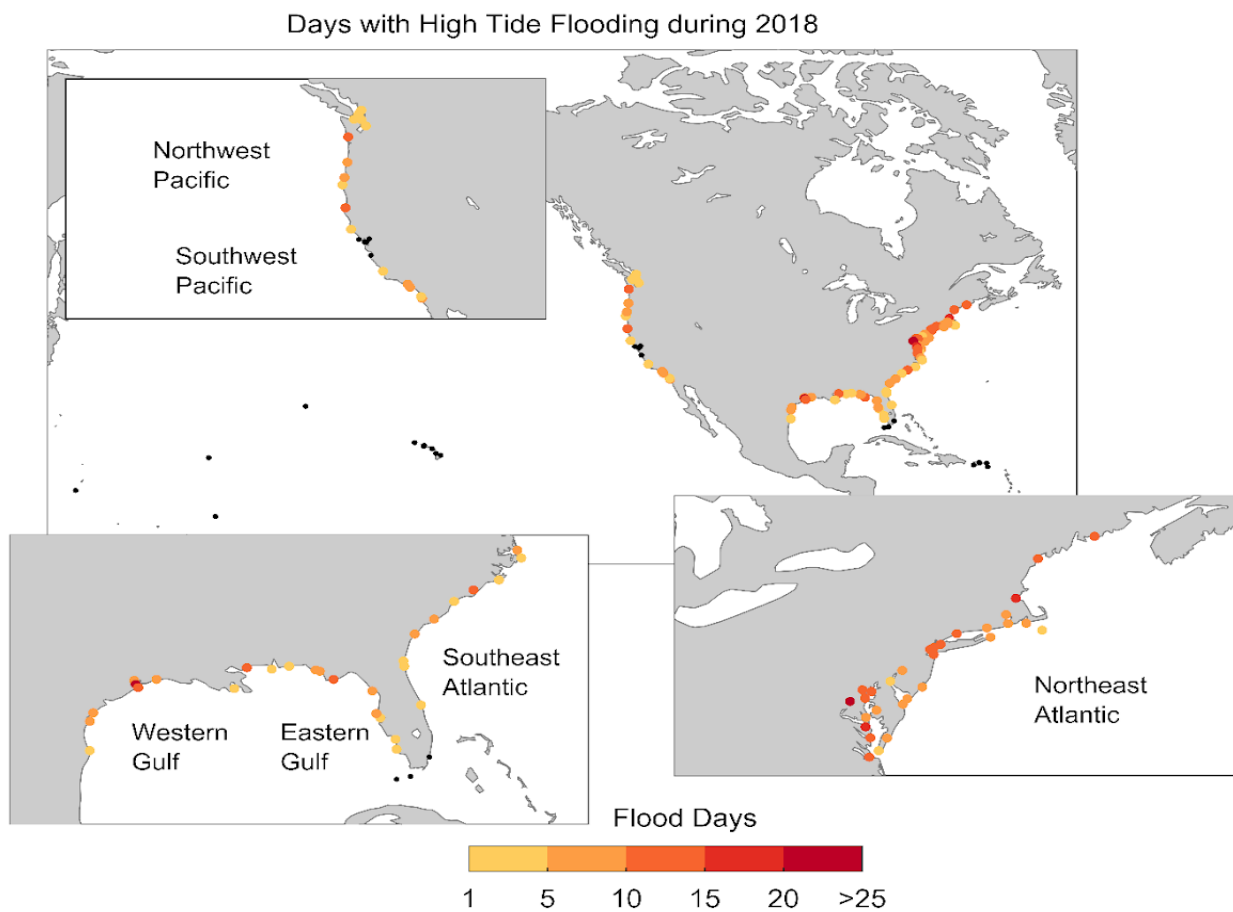 Days with High Tide Flooding during 2018
Northwest
Pacific
Southwest
Pacific
Southeast
Atlantic
Western
Gulf
Eastern
Gulf
Northeast
Atlantic
Flood Days
1 5 10 15 20 >25